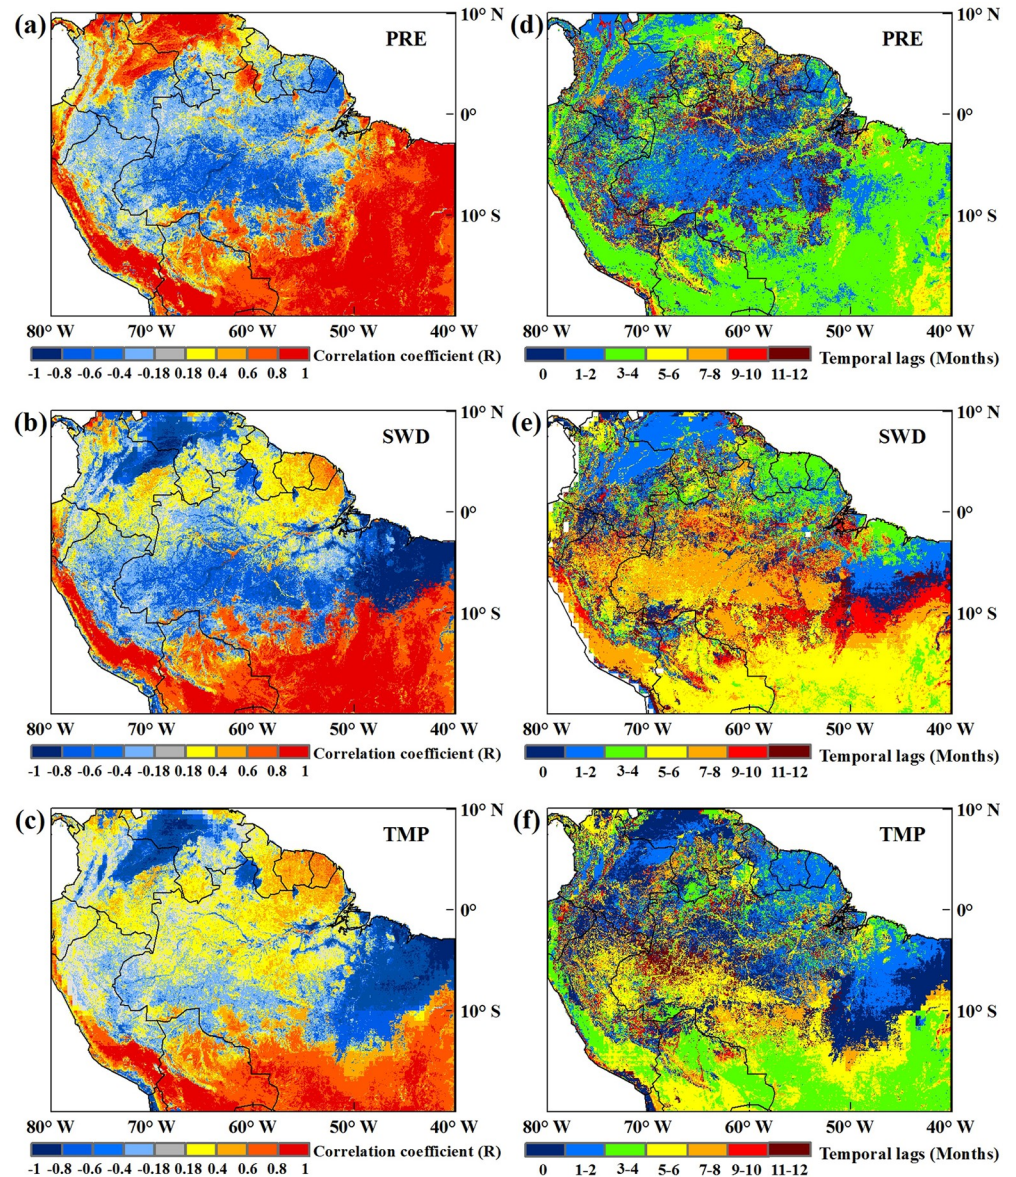 (a) PRE (d) PRE 10° N
0° 0°
10° S 10° S
80° W 70° W 60° W 50° W 40° W 80° W 70° W 60° W 50° W 40° W
Correlation coefficient (R) Temporal lags (Months)
-1 -0.8 -0.6 -0.4 -0.18 0.18 0.4 0.6 0.8 1 0 1-2 3-4 5-6 7-8 9-10 11-12
10° N
(b) SWD 10° N (e) SWD 10° N
0° 0°
10° S 10° S
80° W 70° W 60° W 50° W 40° W 80° W 70° W 60° W 50° W 40° W
Correlation coefficient (R) Temporal lags (Months)
-1 -0.8 -0.6 -0.4 -0.18 0.18 0.4 0.6 0.8 1 0 1-2 3-4 5-6 7-8 9-10 11-12
(c) TMP 10° N (f) TMP 10° N
0° 0°
10° S 10° S
80° W 70° W 60° W 50° W 40° W 80° W 70° W 60° W 50° W 40° W
Correlation coefficient (R) Temporal lags (Months)
-1 -0.8 -0.6 -0.4 -0.18 0.18 0.4 0.6 0.8 1 0 1-2 3-4 5-6 7-8 9-10 11-12